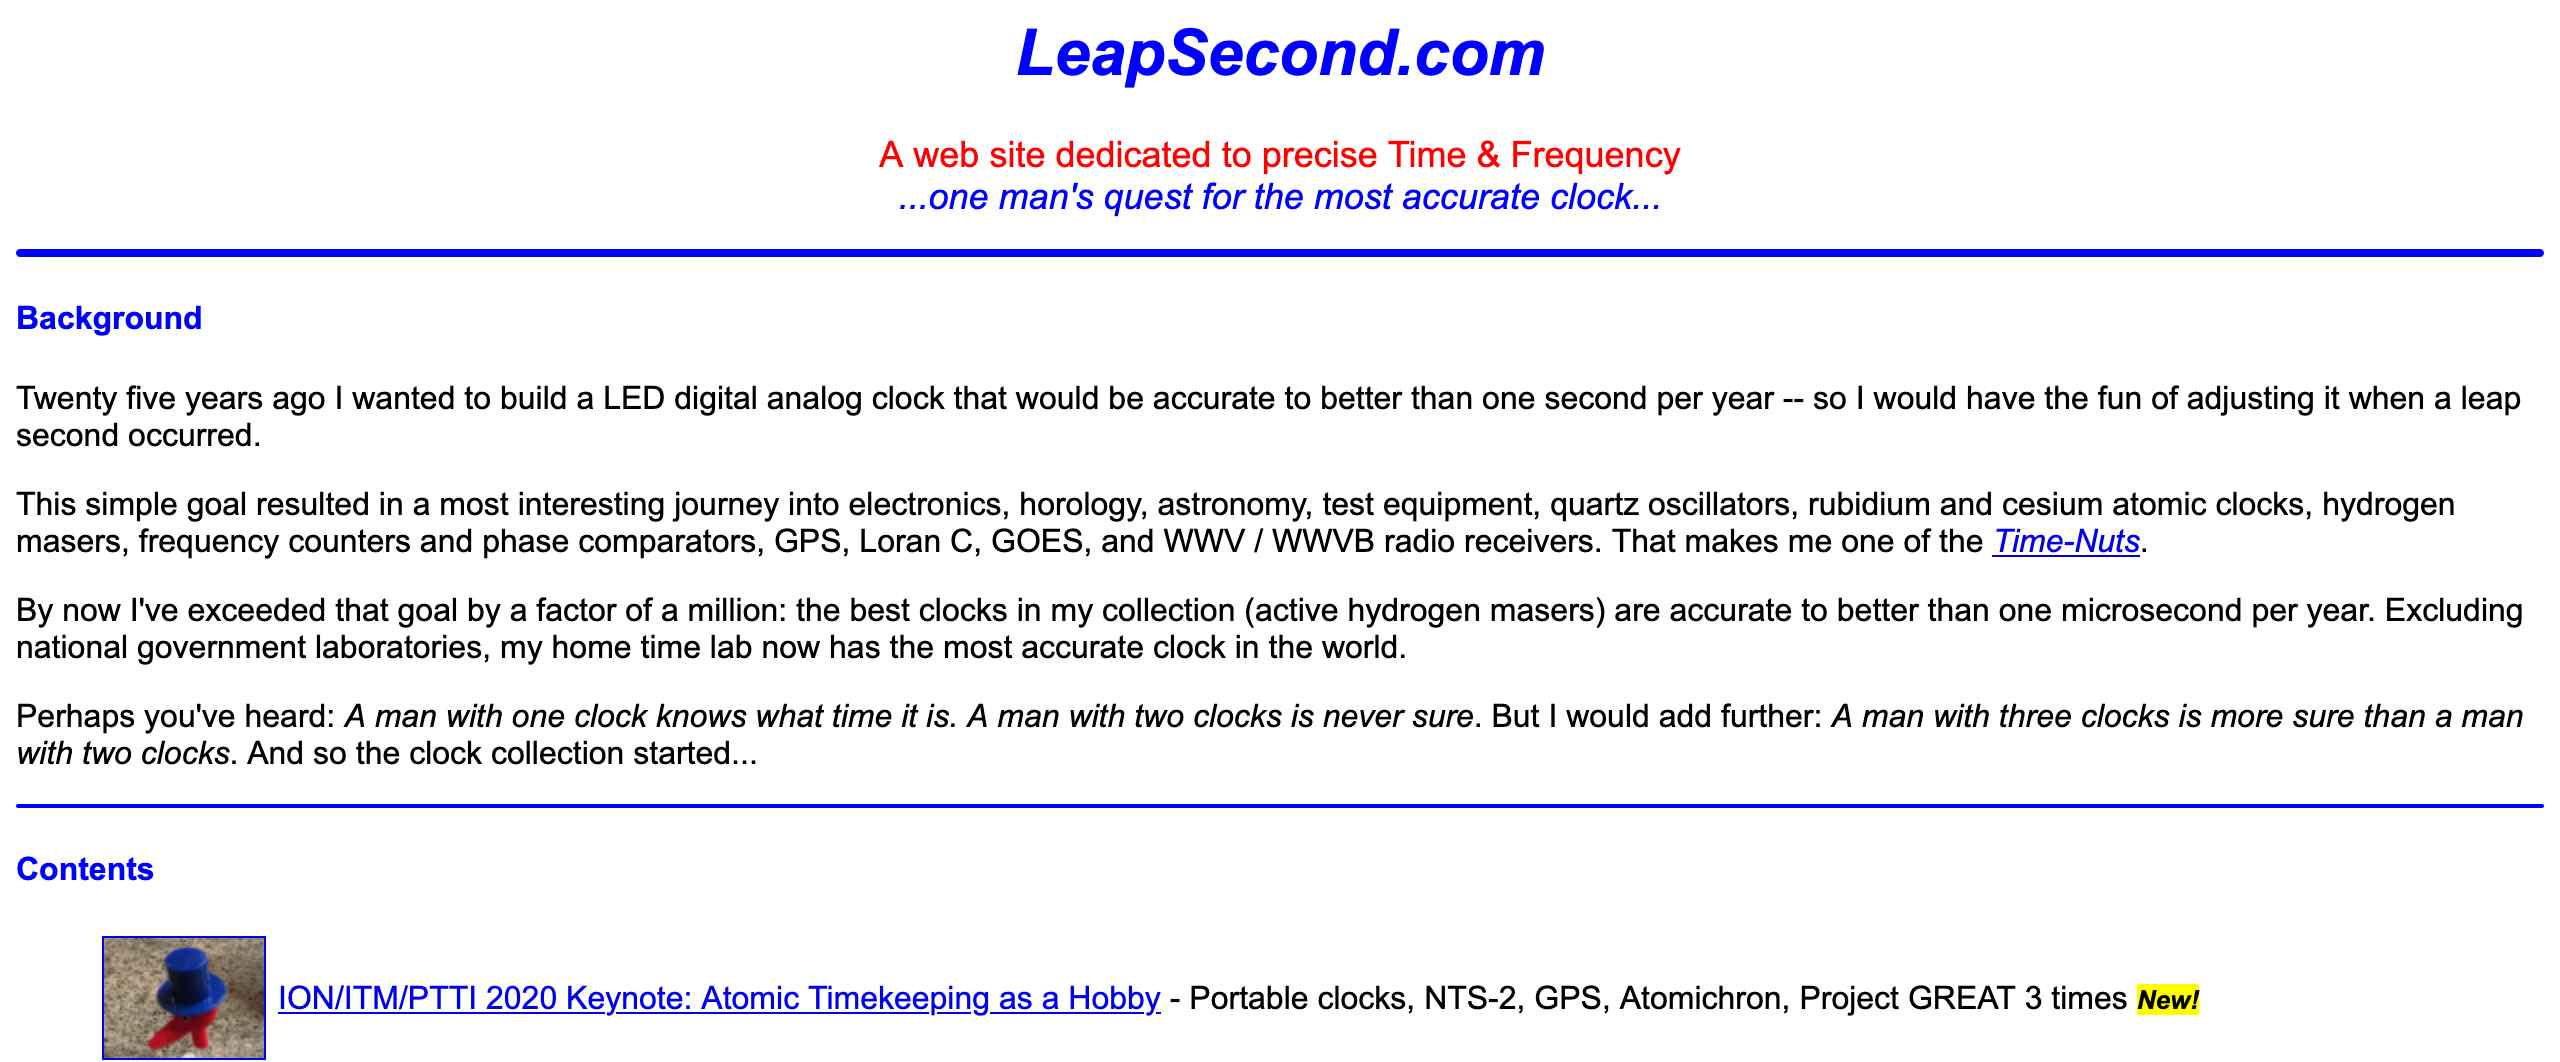 LeapSecond.com
A web site dedicated to precise Time & Frequency
...one man's quest for the most accurate clock...
Background
Twenty five years ago I wanted to build a LED digital analog clock that would be accurate to better than one second per year -- so I would have the fun of adjusting it when a leap
second occurred.
This simple goal resulted in a most interesting journey into electronics, horology, astronomy, test equipment, quartz oscillators, rubidium and cesium atomic clocks, hydrogen
masers, frequency counters and phase comparators, GPS, Loran C, GOES, and WWV / WWVB radio receivers. That makes me one of the Time-Nuts.
By now I've exceeded that goal by a factor of a million: the best clocks in my collection (active hydrogen masers) are accurate to better than one microsecond per year. Excluding
national government laboratories, my home time lab now has the most accurate clock in the world.
Perhaps you've heard: A man with one clock knows what time it is. A man with two clocks is never sure. But I would add further: A man with three clocks is more sure than a man
with two clocks. And so the clock collection started...
Contents
ION/ITM/PTTI 2020 Keynote: Atomic Timekeeping as a Hobby - Portable clocks, NTS-2, GPS, Atomichron, Project GREAT 3 times New!